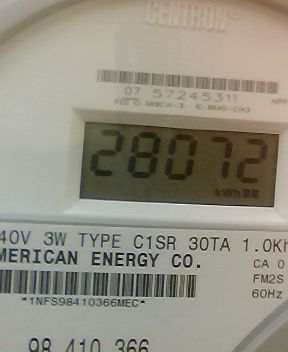 CENTRON®
07 57245311
28072
kWh
40V 3W TYPE C1SR 30TA 1.0Kh
MERICAN ENERGY CO.
CA 0
FM2S
60Hz
*1NFS98410366MEC*
98 410 366